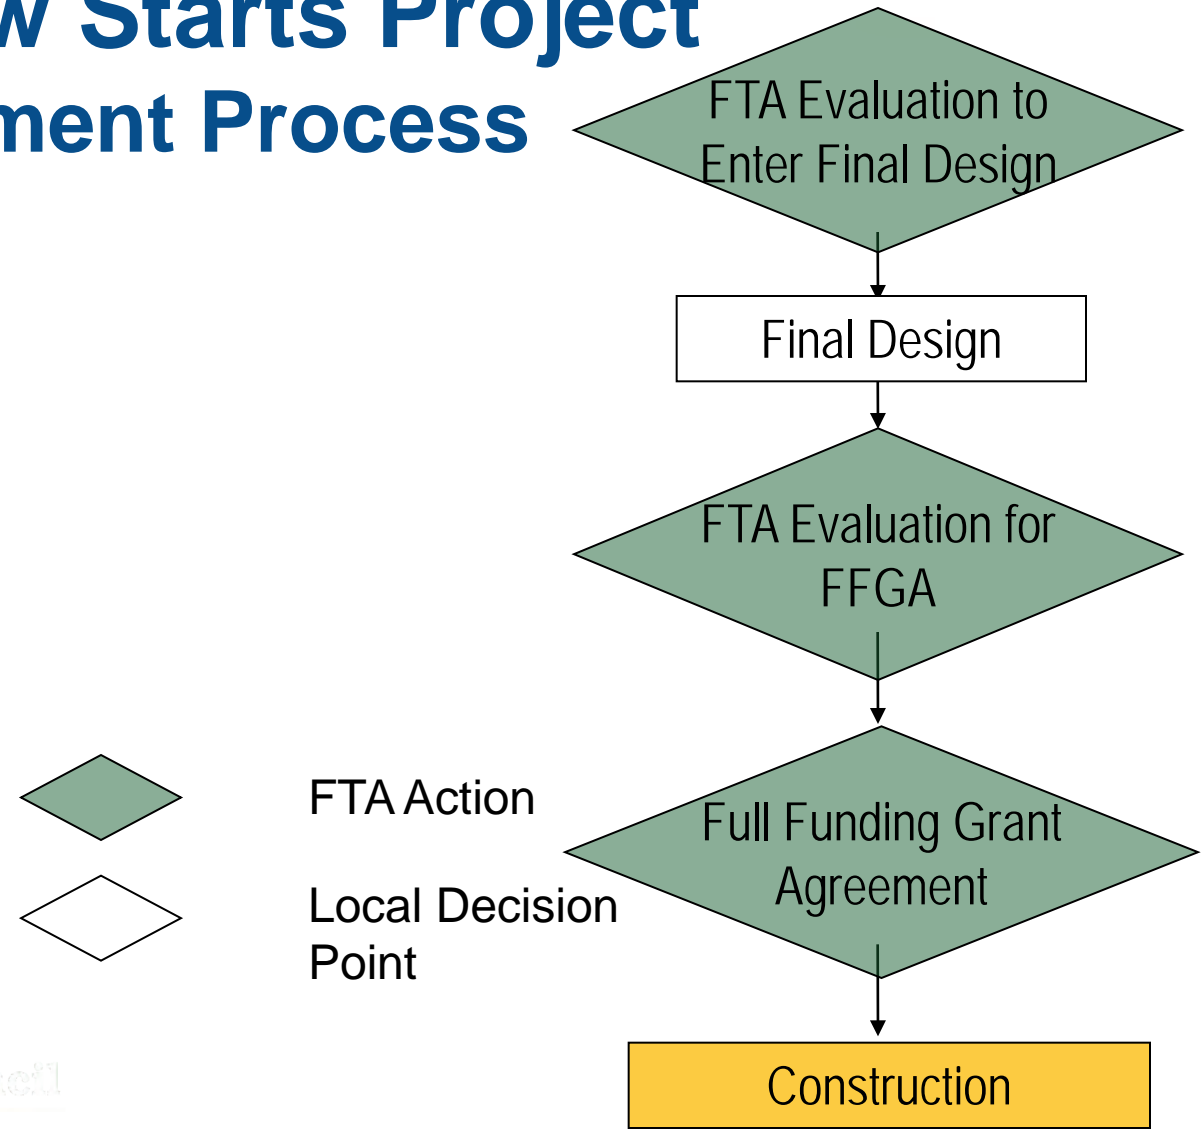 w Starts Project
ment Process
FTA Evaluation to
Enter Final Design
Final Design
FTA Evaluation for
FFGA
FTA Action
Full Funding Grant
Agreement
Local Decision
Point
Construction